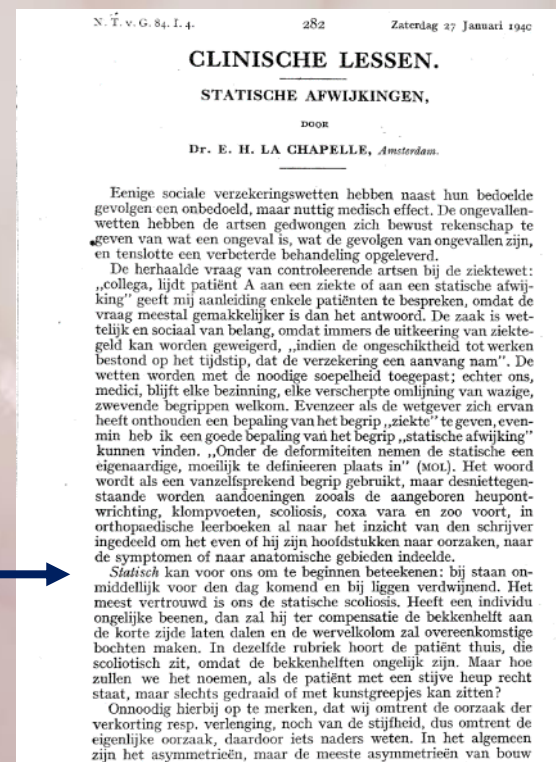 N. T. v. G. 84. I. 4.
282
Zaterdag 27 Januari 1940
CLINISCHE LESSEN.
STATISCHE AFWIJKINGEN,
DOOR
Dr. E. H. LA CHAPELLE, Amsterdam.
Eenige sociale verzekeringswetten hebben naast hun bedoelde
gevolgen een onbedoeld, maar nuttig medisch effect. De ongevallen-
wetten hebben de artsen gedwongen zich bewust rekenschap te
geven van wat een ongeval is, wat de gevolgen van ongevallen zijn,
en tenslotte een verbeterde behandeling opgeleverd.
De herhaalde vraag van controleerende artsen bij de ziektewet:
„collega, lijdt patiënt A aan een ziekte of aan een statische afwij-
king” geeft mij aanleiding enkele patiënten te bespreken, omdat de
vraag meestal gemakkelijker is dan het antwoord. De zaak is wet-
telijk en sociaal van belang, omdat immers de uitkeering van ziekte-
geld kan worden geweigerd, „indien de ongeschiktheid tot werken
bestond op het tijdstip, dat de verzekering een aanvang nam”. De
wetten worden met de noodige soepelheid toegepast; echter ons,
medici, blijft elke bezinning, elke verscherpte omlijning van wazige,
zwevende begrippen welkom. Evenzeer als de wetgever zich ervan
heeft onthouden een bepaling van het begrip „ziekte” te geven, even-
min heb ik een goede bepaling van het begrip „statische afwijking”
kunnen vinden. „Onder de deformiteiten nemen de statische een
eigenaardige, moeilijk te definieeren plaats in” (MOL). Het woord
wordt als een vanzelfsprekend begrip gebruikt, maar desniettegen-
staande worden aandoeningen zooals de aangeboren heupont-
wrichting, klompvoeten, scoliosis, coxa vara en zoo voort, in
orthopaedische leerboeken al naar het inzicht van den schrijver
ingedeeld om het even of hij zijn hoofdstukken naar oorzaken, naar
de symptomen of naar anatomische gebieden indeelde.
Statisch kan voor ons om te beginnen beteekenen: bij staan on-
middellijk voor den dag komend en bij liggen verdwijnend. Het
meest vertrouwd is ons de statische scoliosis. Heeft een individu
ongelijke beenen, dan zal hij ter compensatie de bekkenhelft aan
de korte zijde laten dalen en de wervelkolom zal overeenkomstige
bochten maken. In dezelfde rubriek hoort de patiënt thuis, die
scoliotisch zit, omdat de bekkenhelften ongelijk zijn. Maar hoe
zullen we het noemen, als de patiënt met een stijve heup recht
staat, maar slechts gedraaid of met kunstgreepjes kan zitten?
Onnoodig hierbij op te merken, dat wij omtrent de oorzaak der
verkorting resp. verlenging, noch van de stijfheid, dus omtrent de
eigenlijke oorzaak, daardoor iets naders weten. In het algemeen
zijn het asymmetrieën, maar de meeste asymmetrieën van bouw